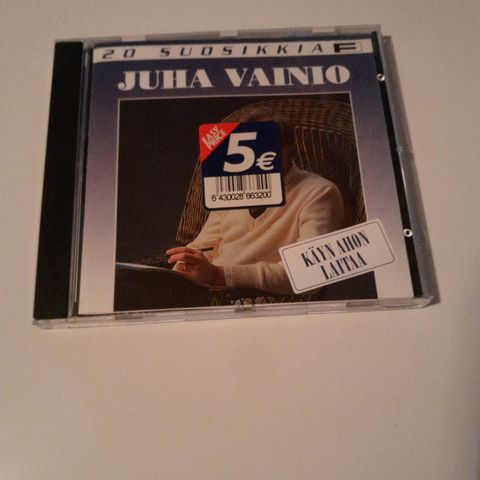 20 SUOSIKKIA F
JUHA VAINIO
EASY
PRICE
5€
6 430028 663200
KÄYN AHON
LAITAA